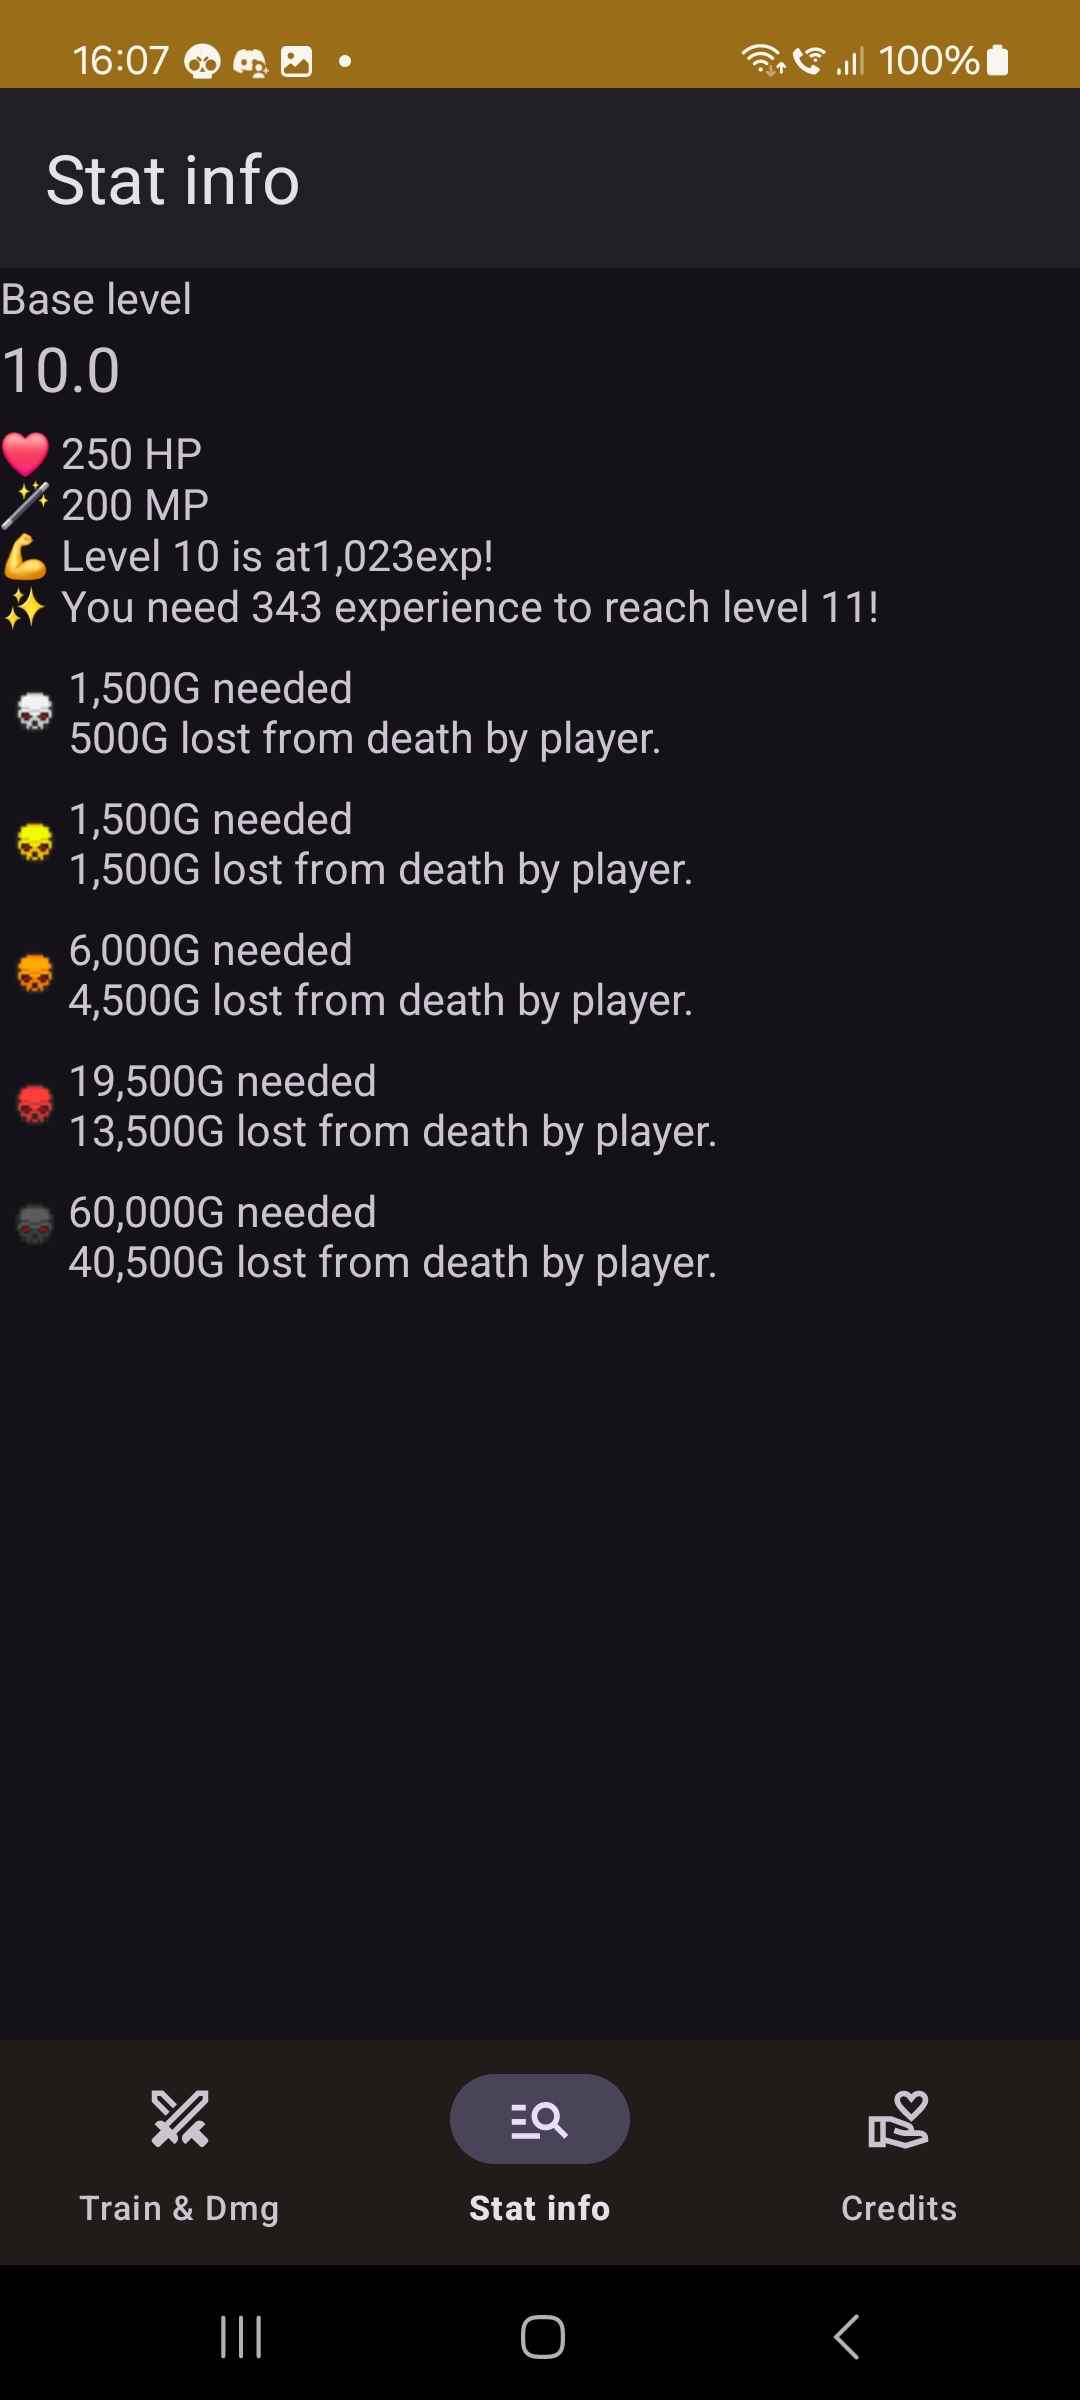 16:07
100%
Stat info
Base level
10.0
250 HP
200 MP
Level 10 is at1,023exp!
You need 343 experience to reach level 11!
1,500G needed
500G lost from death by player.
1,500G needed
1,500G lost from death by player.
6,000G needed
4,500G lost from death by player.
19,500G needed
13,500G lost from death by player.
60,000G needed
40,500G lost from death by player.
Train & Dmg
Stat info
Credits